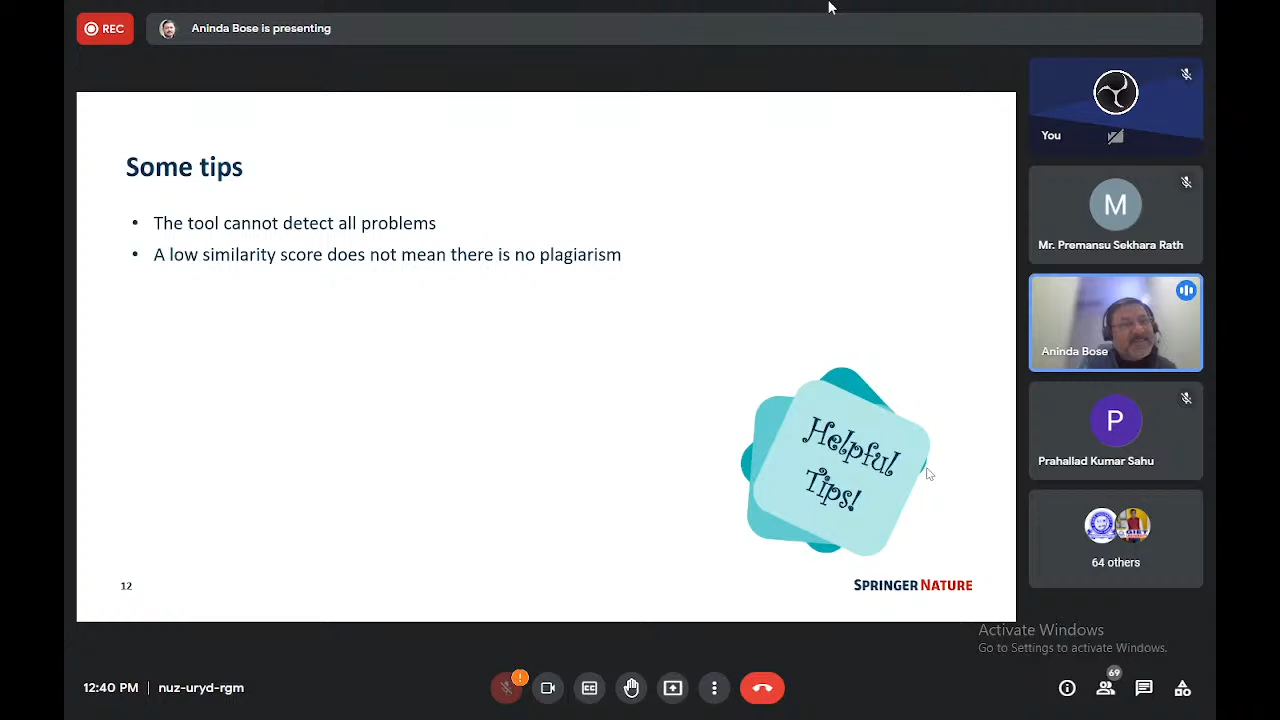 REC
Aninda Bose is presenting
You
Some tips
• The tool cannot detect all problems
• A low similarity score does not mean there is no plagiarism
M
Mr. Premansu Sekhara Rath
Aninda Bose
P
Prahallad Kumar Sahu
Helpful
Tips!
64 others
12
SPRINGER NATURE
Activate Windows
Go to Settings to activate Windows.
12:40 PM | nuz-uryd-rgm
!
CC
69